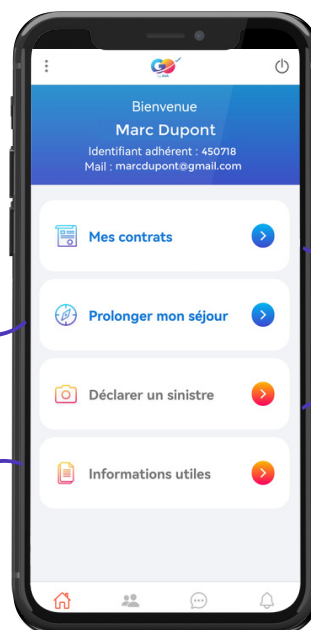 GO
Bienvenue
Marc Dupont
Identifiant adhérent : 450718
Mail : marcdupont@gmail.com
Mes contrats
Prolonger mon séjour
Déclarer un sinistre
Informations utiles